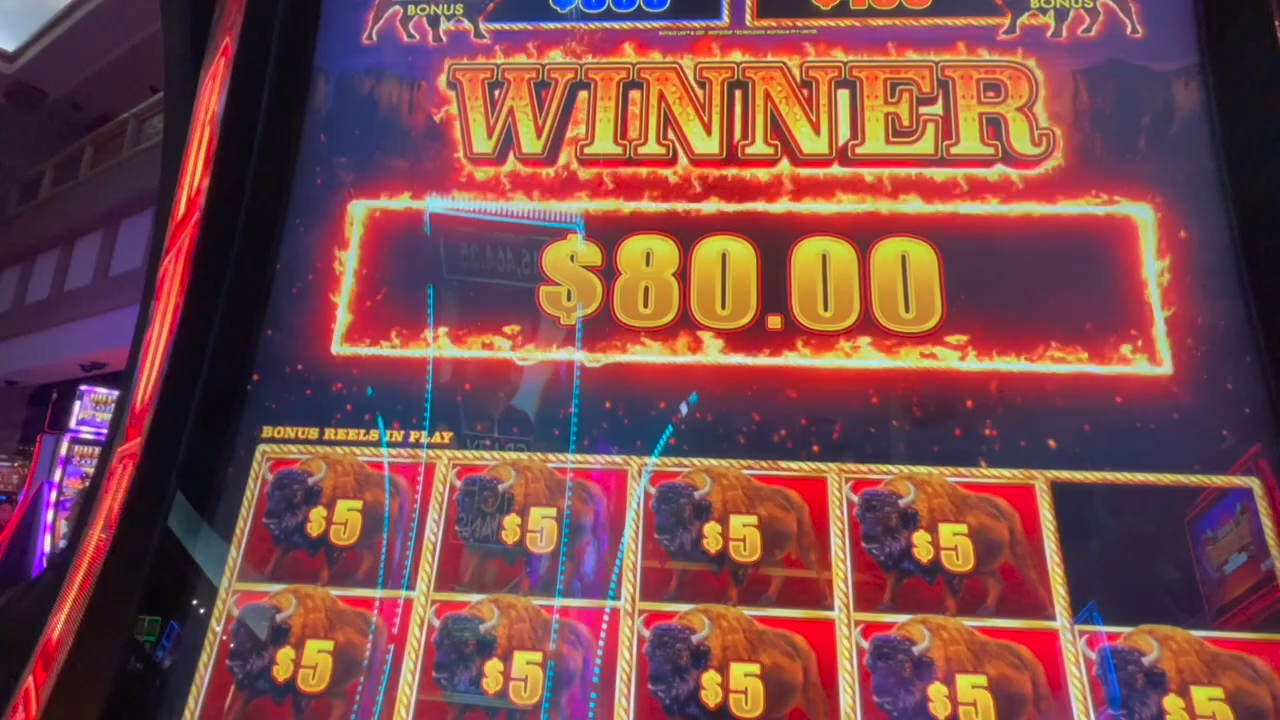 BONUS
BONUS
WINNER
$80.00
BONUS REELS IN PLAY
$5 $5 $5 $5
$5 $5 $5 $5 $5